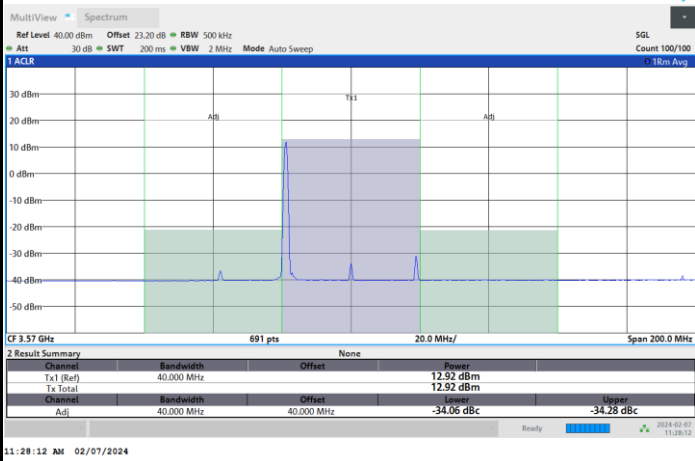 MultiView Spectrum
Ref Level 40.00 dBm Offset 23.20 dB RBW 500 kHz SGL
Att 30 dB SWT 200 ms VBW 2 MHz Mode Auto Sweep Count 100/100
1 ACLR 1Rm Avg
30 dBm
Tx1
20 dBm
Adj Adj
10 dBm
0 dBm
-10 dBm
-20 dBm
-30 dBm
-40 dBm
-50 dBm
CF 3.57 GHz 691 pts 20.0 MHz/ Span 200.0 MHz
2 Result Summary None
Channel Bandwidth Offset Power
Tx1 (Ref) 40.000 MHz 12.92 dBm
Tx Total 12.92 dBm
Channel Bandwidth Offset Lower Upper
Adj 40.000 MHz 40.000 MHz -34.06 dBc -34.28 dBc
Ready 2024-02-07
11:28:12
11:28:12 AM 02/07/2024